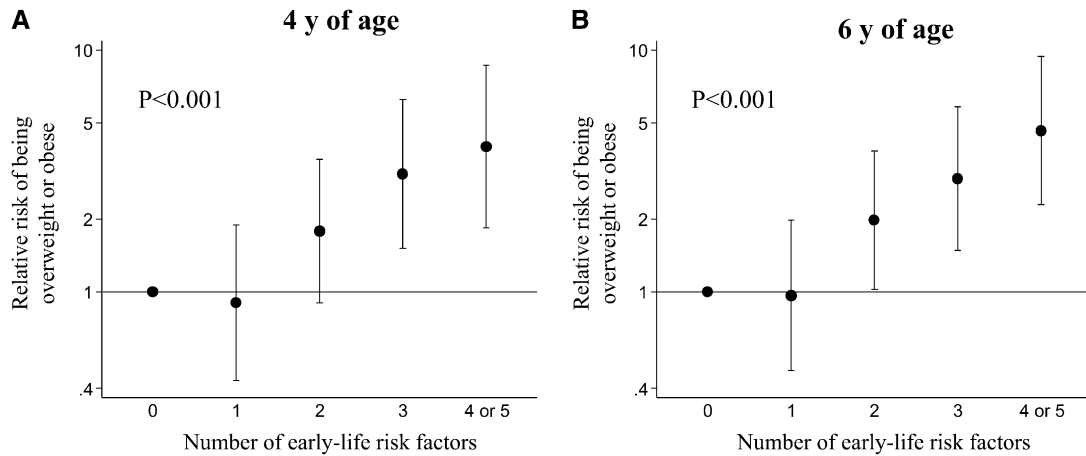 A
4 y of age
P<0.001
Relative risk of being
overweight or obese
10
5
2
1
.4
0 1 2 3 4 or 5
Number of early-life risk factors
B
6 y of age
P<0.001
Relative risk of being
overweight or obese
10
5
2
1
.4
0 1 2 3 4 or 5
Number of early-life risk factors